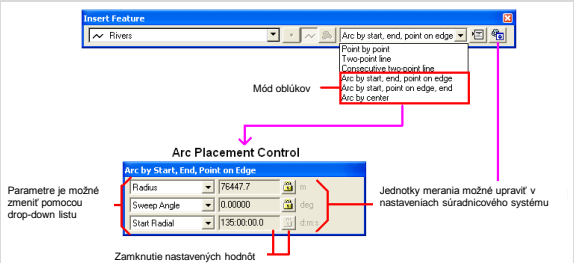 Insert Feature
Rivers
Arc by start, end, point on edge
Point by point
Two-point line
Consecutive two-point line
Arc by start, end, point on edge
Arc by start, point on edge, end
Arc by center
Mód oblúkov
Arc Placement Control
Arc by Start, End, Point on Edge
Radius 76447.7 m
Sweep Angle 0.00000 deg
Start Radial 135:00:00.0 d:m:s
Parametre je možné
zmeniť pomocou
drop-down listu
Jednotky merania možné upraviť v
nastaveniach súradnicového systému
Zamknutie nastavených hodnôt